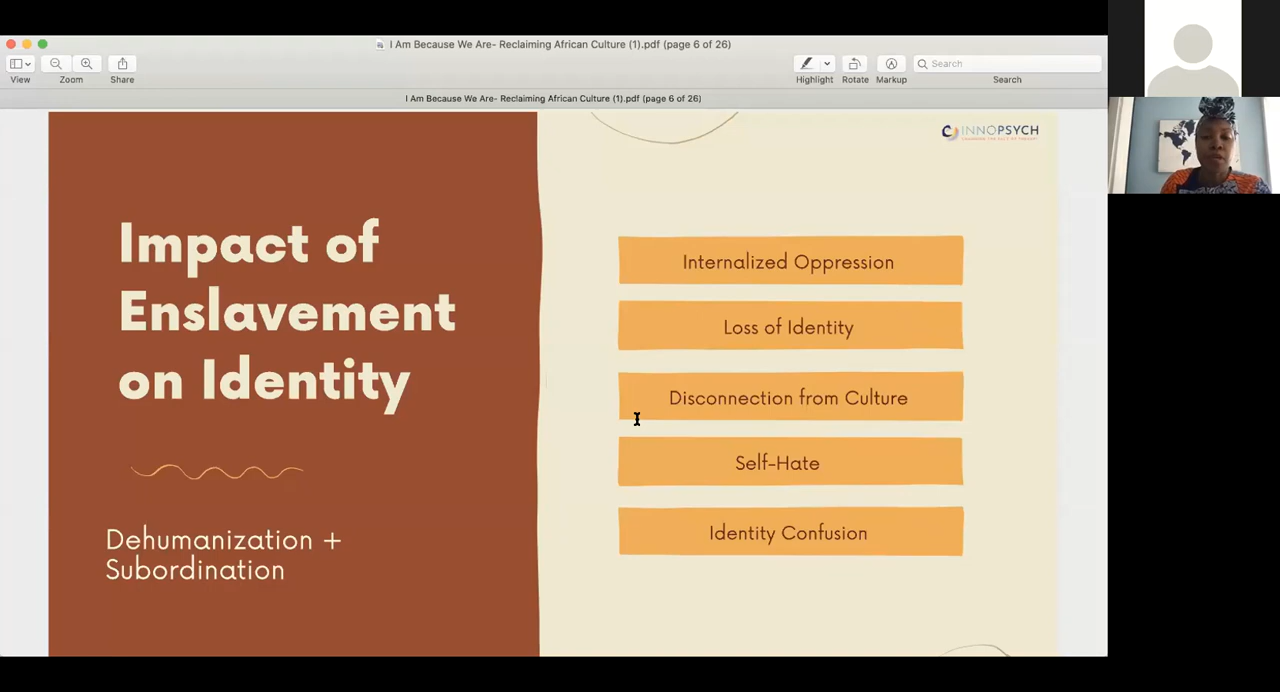 I Am Because We Are- Reclaiming African Culture (1).pdf (page 6 of 26)
View
Zoom
Share
Highlight
Rotate
Markup
Search
Search
I Am Because We Are- Reclaiming African Culture (1).pdf (page 6 of 26)
INNOPSYCH
Impact of
Enslavement
on Identity
Dehumanization +
Subordination
Internalized Oppression
Loss of Identity
Disconnection from Culture
Self-Hate
Identity Confusion